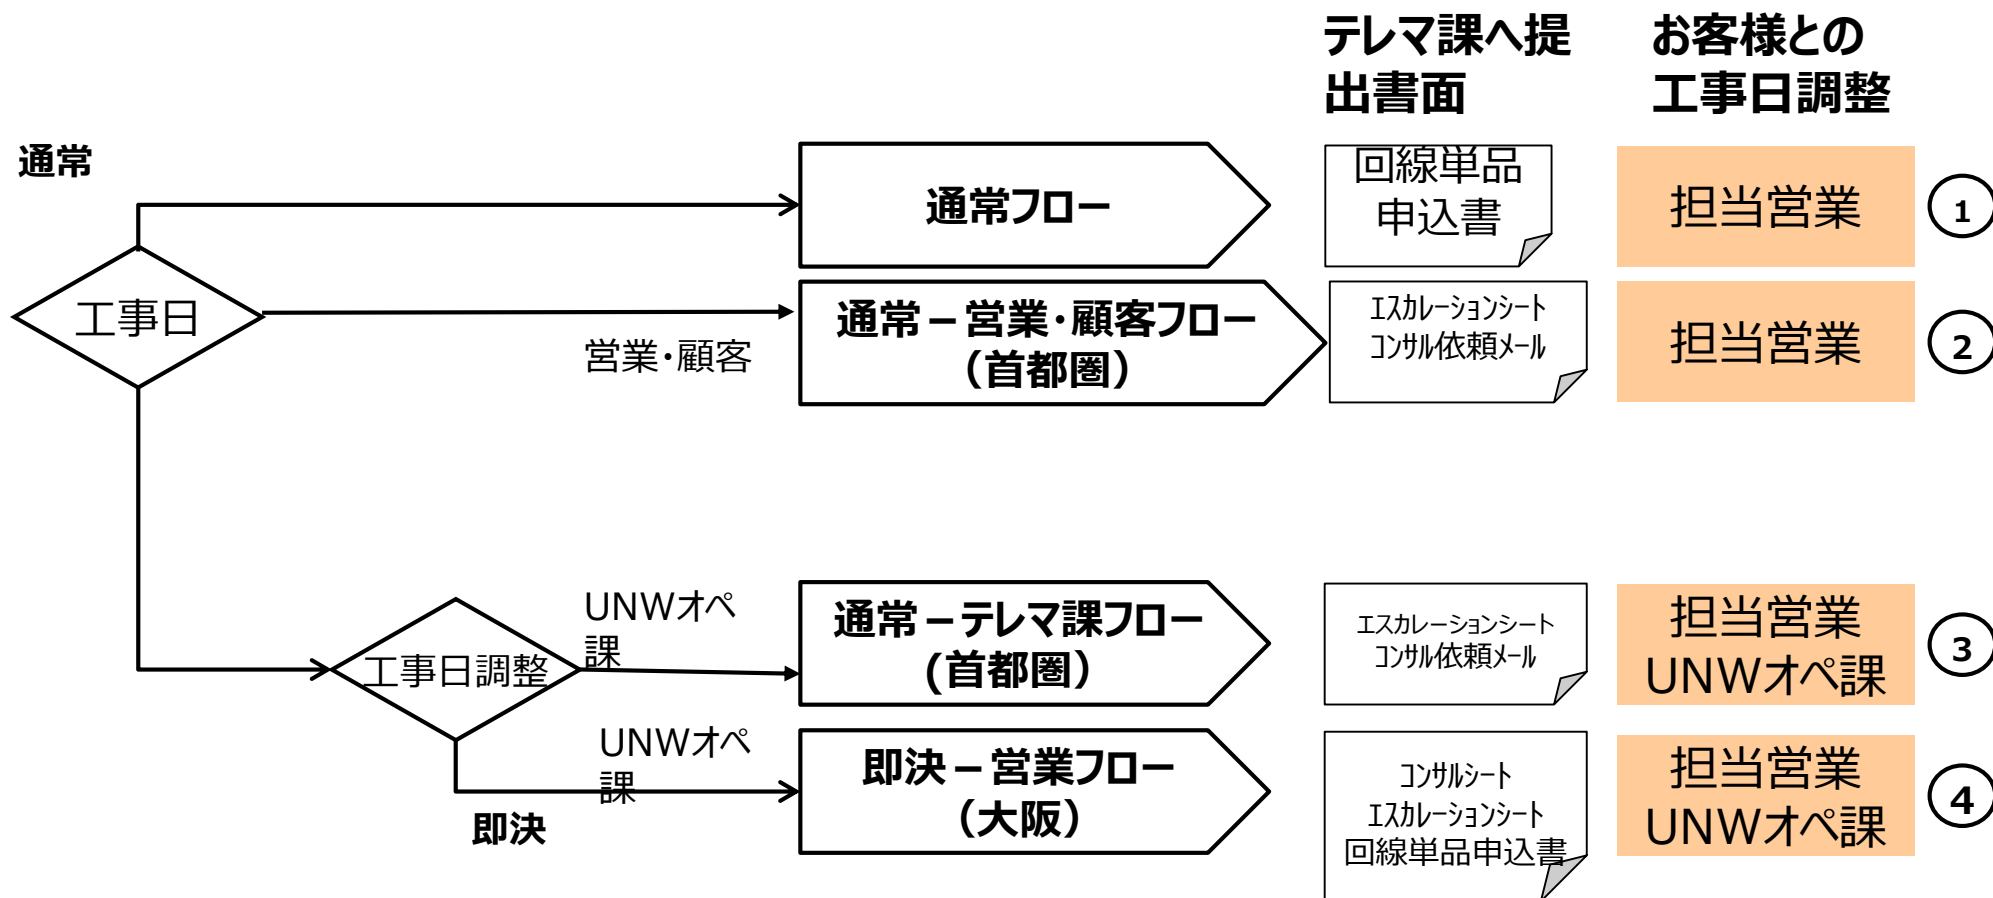 テレマ課へ提
出書面
お客様との
工事日調整
通常
通常フロー
回線単品
申込書
担当営業
1
工事日
営業・顧客
通常－営業・顧客フロー
（首都圏）
ｴｽｶﾚｰｼｮﾝｼｰﾄ
ｺﾝｻﾙ依頼ﾒｰﾙ
担当営業
2
UNWオペ
課
工事日調整
通常－テレマ課フロー
(首都圏）
エスカレーションシート
ｺﾝｻﾙ依頼ﾒｰﾙ
担当営業
UNWオペ課
3
UNWオペ
課
即決
即決－営業フロー
（大阪）
ｺﾝｻﾙｼｰﾄ
ｴｽｶﾚｰｼｮﾝｼｰﾄ
回線単品申込書
担当営業
UNWオペ課
4